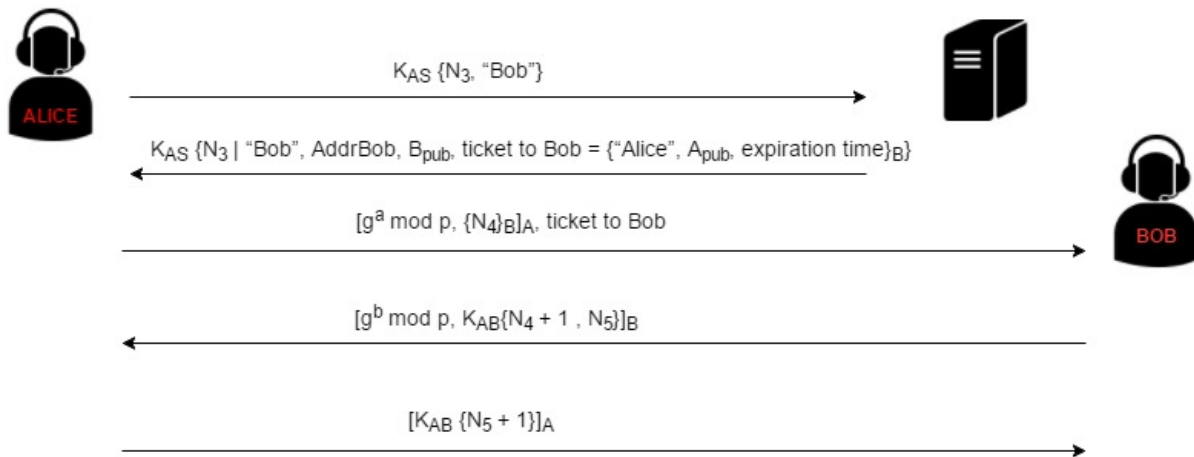 K_AS {N_3, “Bob”}
ALICE
K_AS {N_3 | “Bob”, AddrBob, B_pub, ticket to Bob = {“Alice”, A_pub, expiration time}_B}
[g^a mod p, {N_4}_B]_A, ticket to Bob
BOB
[g^b mod p, K_AB{N_4 + 1 , N_5}]_B
[K_AB {N_5 + 1}]_A